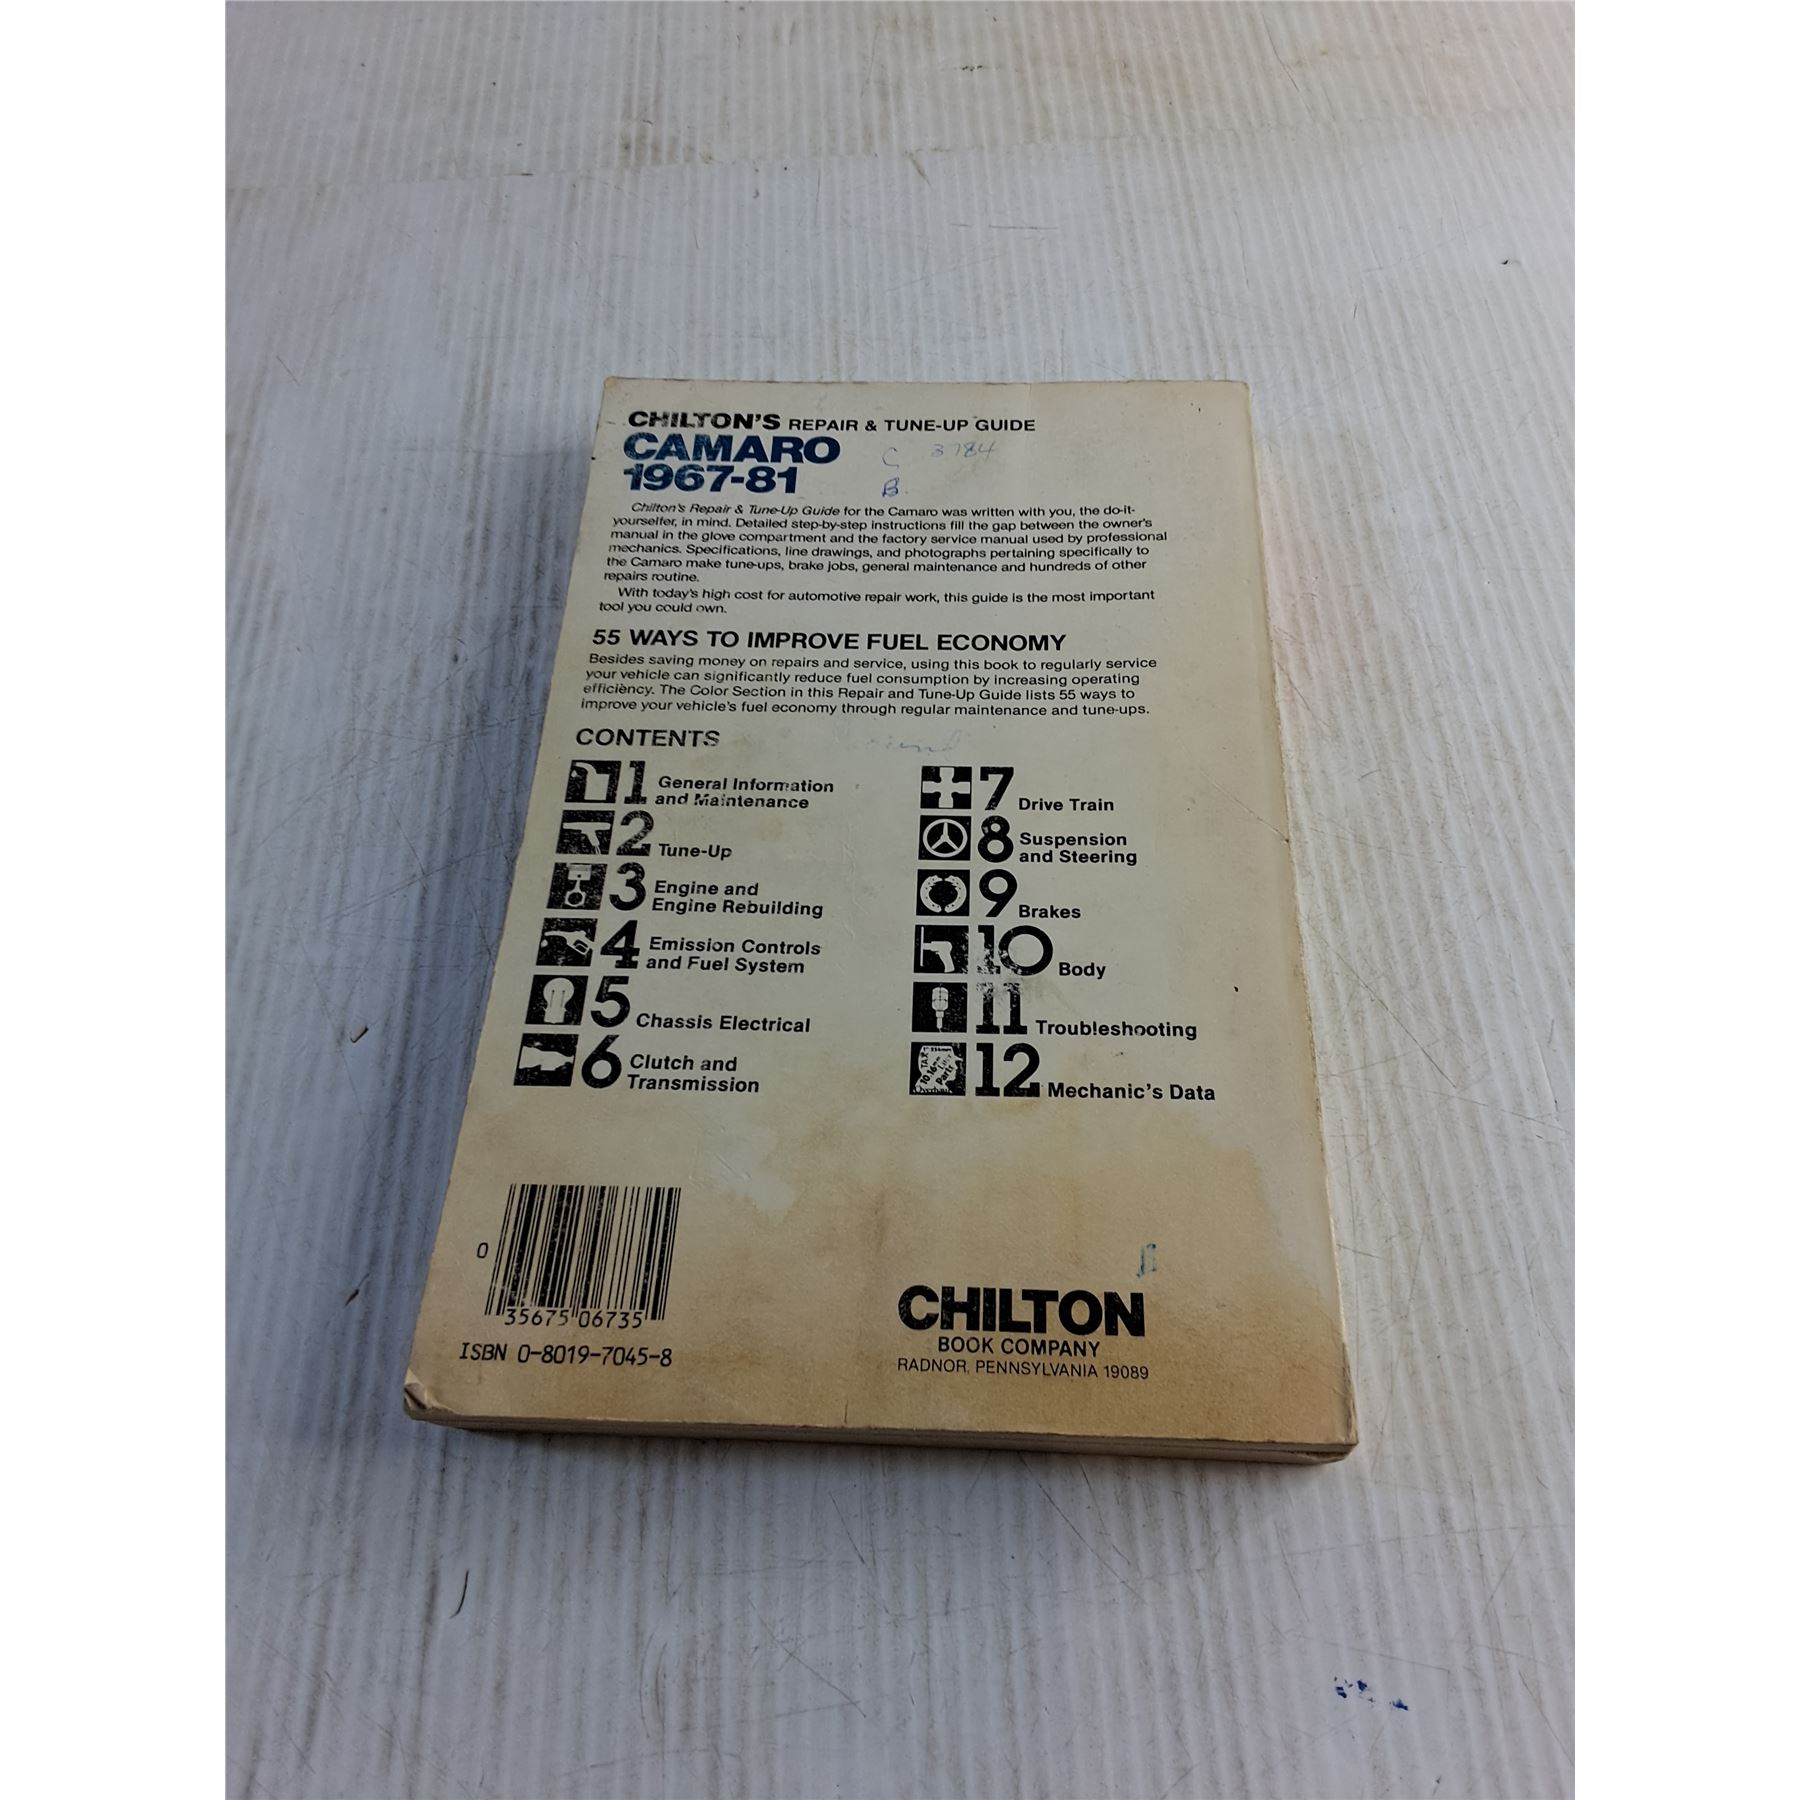 CHILTON'S REPAIR & TUNE-UP GUIDE
CAMARO
1967-81
C 3784
B
Chilton's Repair & Tune-Up Guide for the Camaro was written with you, the do-it-
yourselfer, in mind. Detailed step-by-step instructions fill the gap between the owner's
manual in the glove compartment and the factory service manual used by professional
mechanics. Specifications, line drawings, and photographs pertaining specifically to
the Camaro make tune-ups, brake jobs, general maintenance and hundreds of other
repairs routine.
With today's high cost for automotive repair work, this guide is the most important
tool you could own.
55 WAYS TO IMPROVE FUEL ECONOMY
Besides saving money on repairs and service, using this book to regularly service
your vehicle can significantly reduce fuel consumption by increasing operating
efficiency. The Color Section in this Repair and Tune-Up Guide lists 55 ways to
improve your vehicle's fuel economy through regular maintenance and tune-ups.
CONTENTS
1 General Information
and Maintenance
2 Tune-Up
3 Engine and
Engine Rebuilding
4 Emission Controls
and Fuel System
5 Chassis Electrical
6 Clutch and
Transmission
7 Drive Train
8 Suspension
and Steering
9 Brakes
10 Body
11 Troubleshooting
12 Mechanic's Data
0
35675 06735
ISBN 0-8019-7045-8
CHILTON
BOOK COMPANY
RADNOR, PENNSYLVANIA 19089